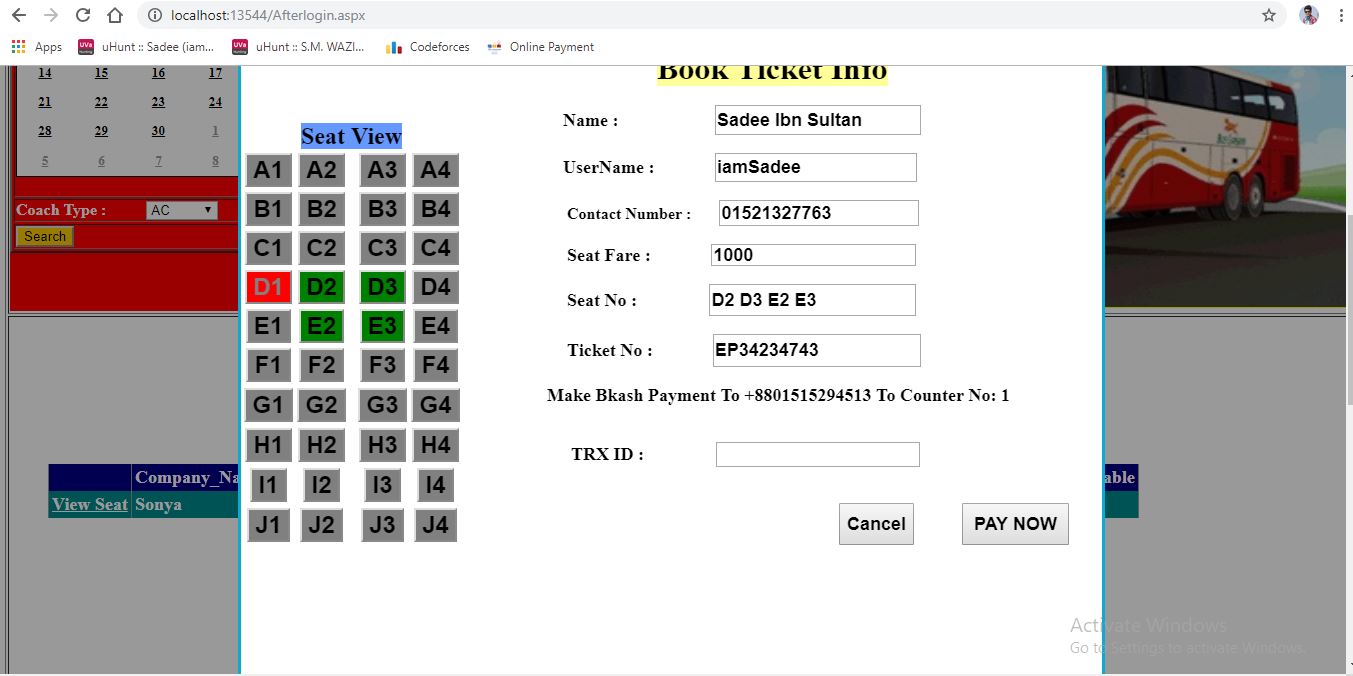 localhost:13544/Afterlogin.aspx
Apps uHunt :: Sadee (iam... uHunt :: S.M. WAZI... Codeforces Online Payment
14 15 16 17
21 22 23 24
28 29 30 1
5 6 7 8
Coach Type : AC
Search
Book Ticket Info
Seat View
A1 A2 A3 A4
B1 B2 B3 B4
C1 C2 C3 C4
D1 D2 D3 D4
E1 E2 E3 E4
F1 F2 F3 F4
G1 G2 G3 G4
H1 H2 H3 H4
I1 I2 I3 I4
J1 J2 J3 J4
Name : Sadee Ibn Sultan
UserName : iamSadee
Contact Number : 01521327763
Seat Fare : 1000
Seat No : D2 D3 E2 E3
Ticket No : EP34234743
Make Bkash Payment To +8801515294513 To Counter No: 1
TRX ID :
Cancel PAY NOW
Company_Na
able
View Seat Sonya
Activate Windows
Go to Settings to activate Windows.